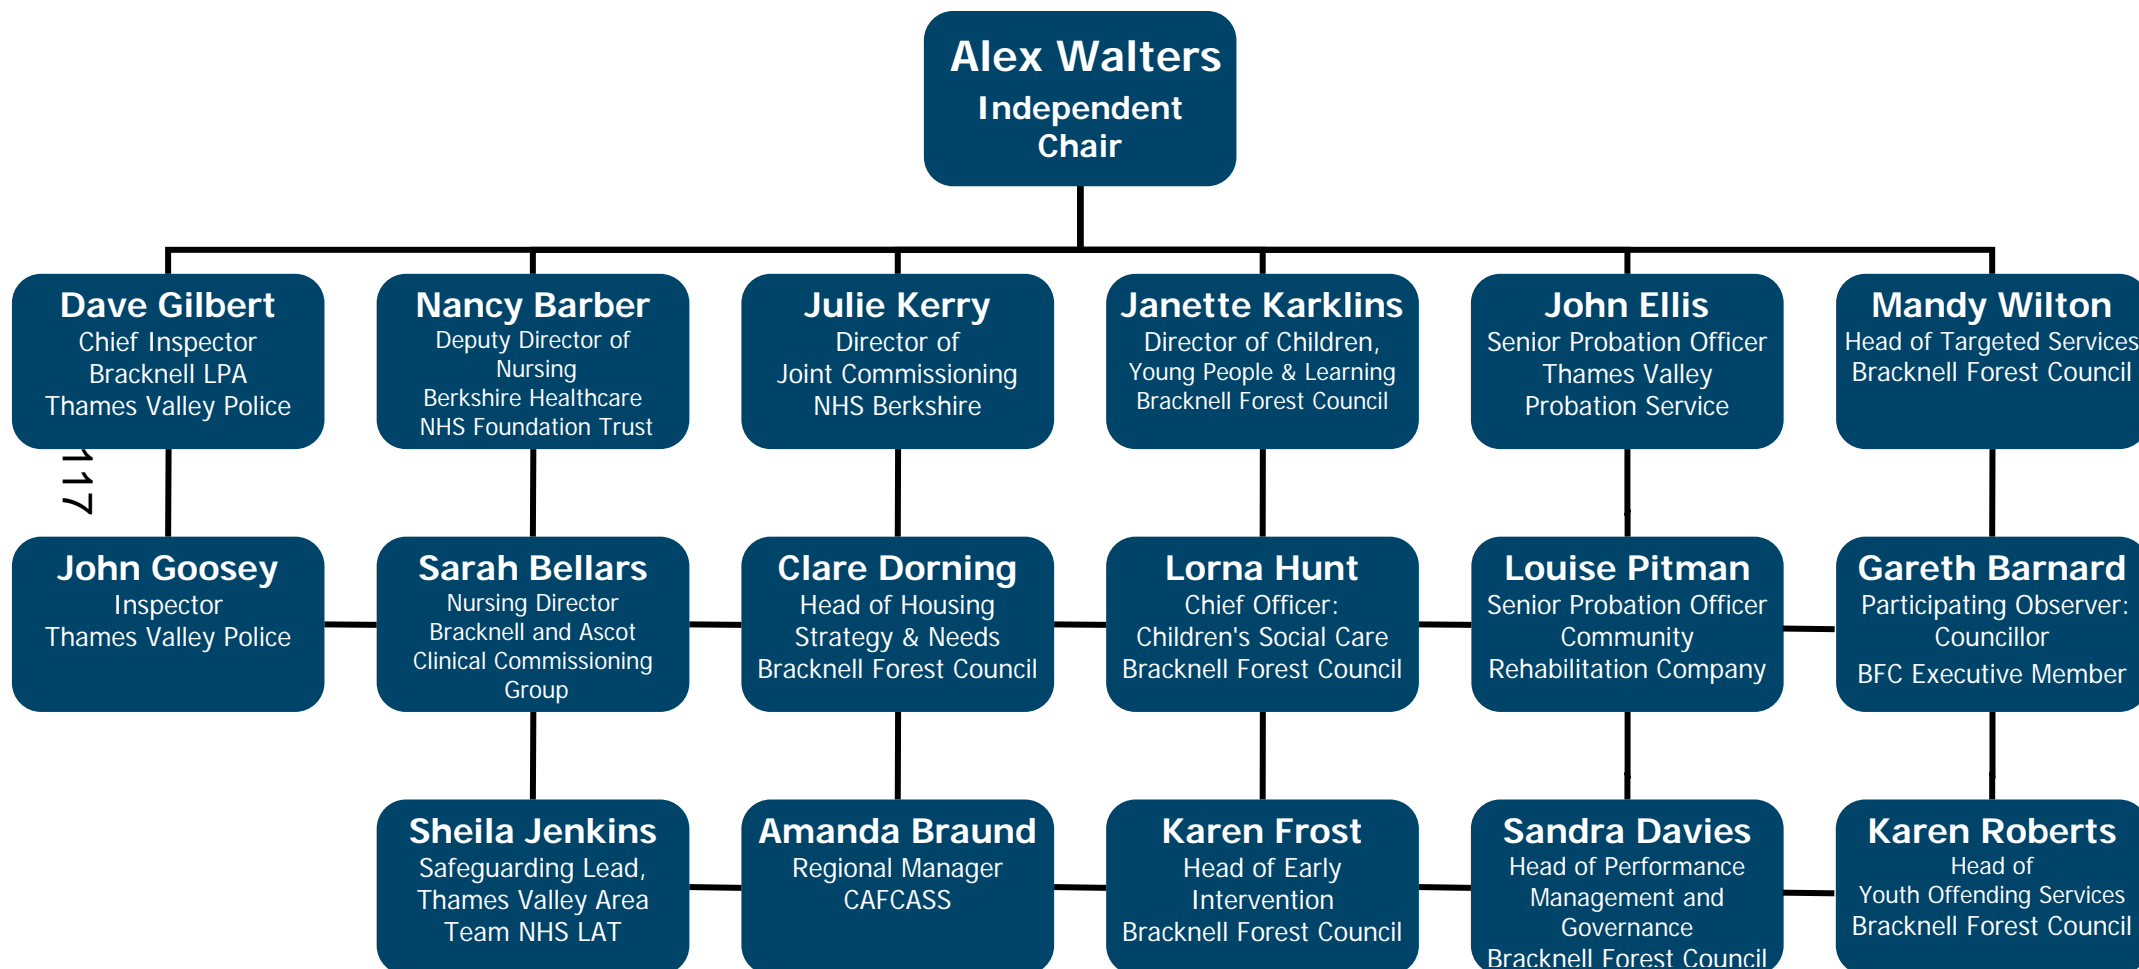 Alex Walters
Independent
Chair
Dave Gilbert
Chief Inspector
Bracknell LPA
Thames Valley Police
Nancy Barber
Deputy Director of
Nursing
Berkshire Healthcare
NHS Foundation Trust
Julie Kerry
Director of
Joint Commissioning
NHS Berkshire
Janette Karklins
Director of Children,
Young People & Learning
Bracknell Forest Council
John Ellis
Senior Probation Officer
Thames Valley
Probation Service
Mandy Wilton
Head of Targeted Services
Bracknell Forest Council
117
John Goosey
Inspector
Thames Valley Police
Sarah Bellars
Nursing Director
Bracknell and Ascot
Clinical Commissioning
Group
Clare Dorning
Head of Housing
Strategy & Needs
Bracknell Forest Council
Lorna Hunt
Chief Officer:
Children's Social Care
Bracknell Forest Council
Louise Pitman
Senior Probation Officer
Community
Rehabilitation Company
Gareth Barnard
Participating Observer:
Councillor
BFC Executive Member
Sheila Jenkins
Safeguarding Lead,
Thames Valley Area
Team NHS LAT
Amanda Braund
Regional Manager
CAFCASS
Karen Frost
Head of Early
Intervention
Bracknell Forest Council
Sandra Davies
Head of Performance
Management and
Governance
Bracknell Forest Council
Karen Roberts
Head of
Youth Offending Services
Bracknell Forest Council